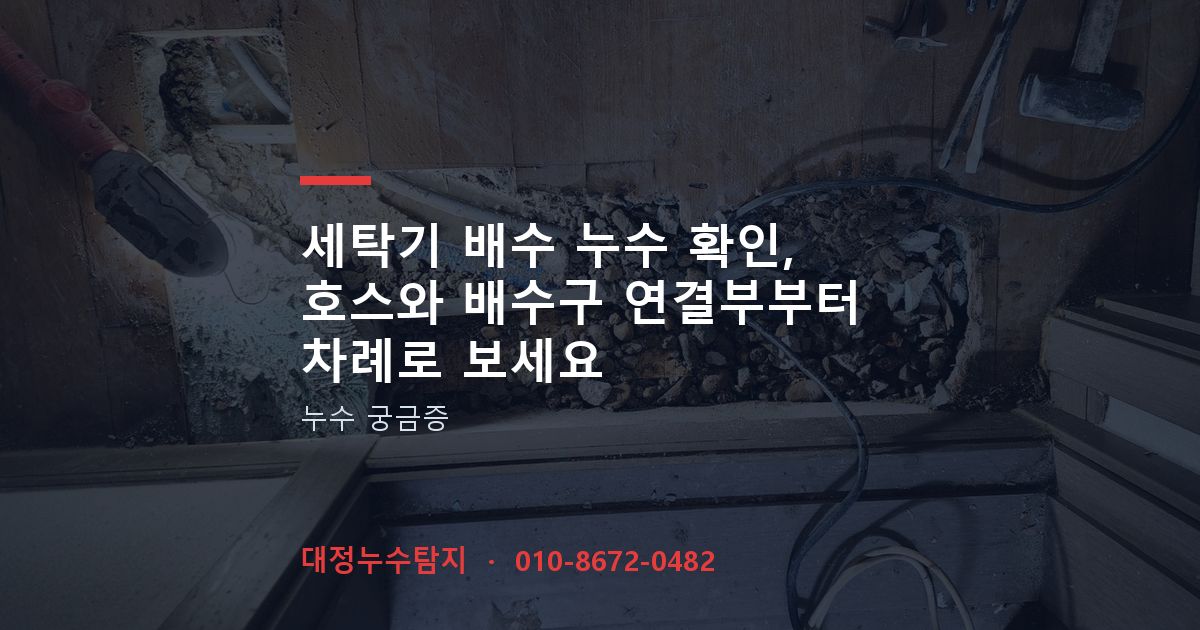 세탁기 배수 누수 확인,
호스와 배수구 연결부부터
차례로 보세요
누수 궁금증
대정누수탐지 · 010-8672-0482